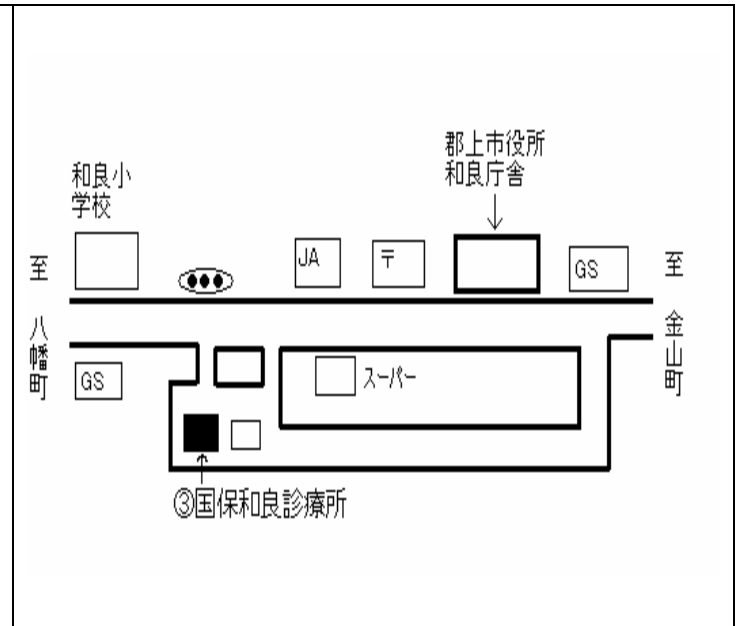 郡上市役所
和良庁舎
和良小
学校
JA
〒
GS
至
八幡町
至
金山町
GS
スーパー
③国保和良診療所